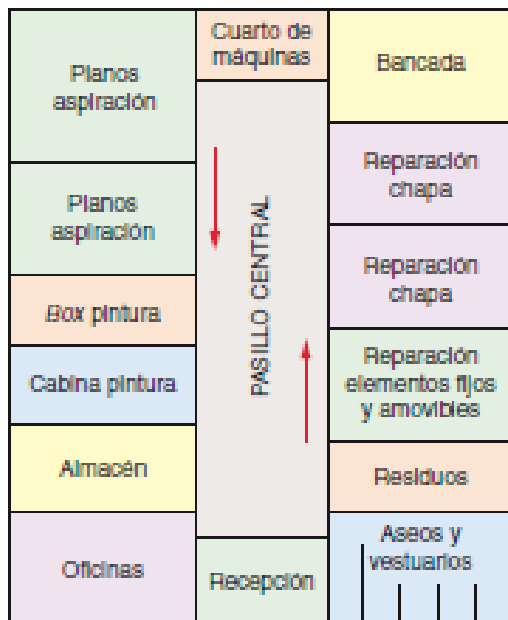 Planos
aspiración
Planos
aspiración
Box pintura
Cabina pintura
Almacén
Oficinas
Cuarto de
máquinas
PASILLO CENTRAL
Recepción
Bancada
Reparación
chapa
Reparación
chapa
Reparación
elementos fijos
y amovibles
Residuos
Aseos y
vestuarios